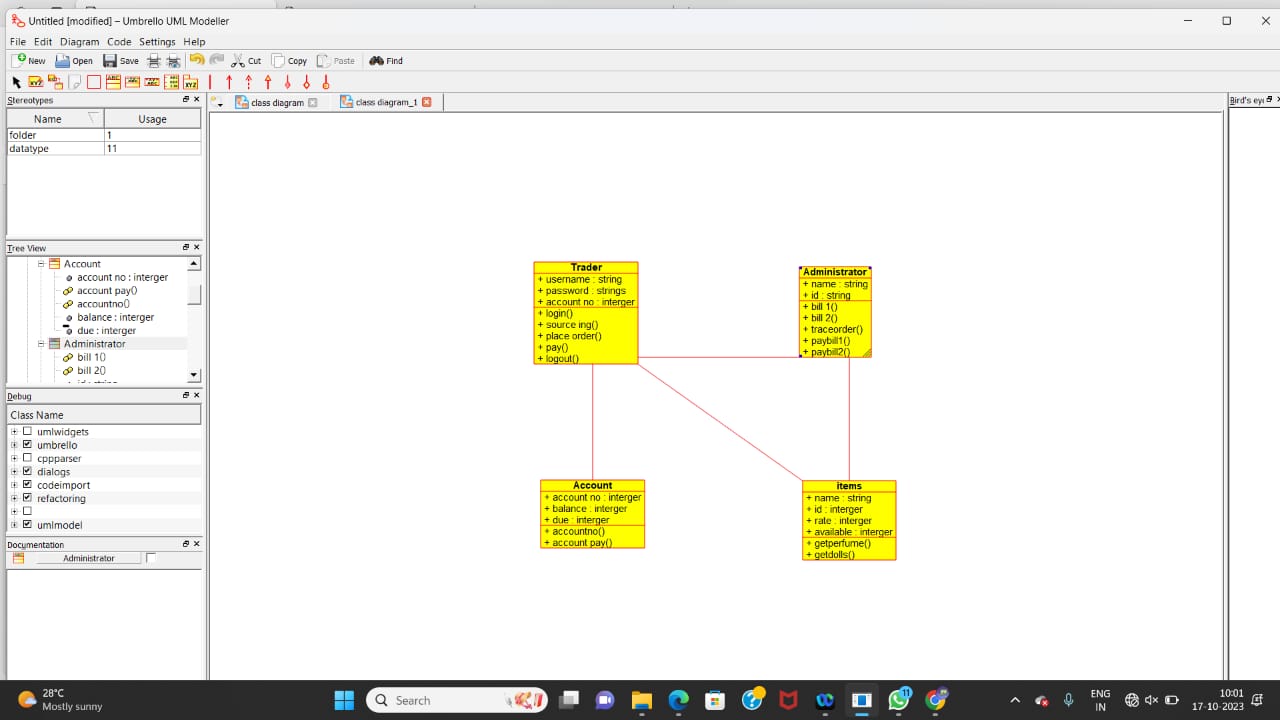 Untitled [modified] – Umbrello UML Modeller
File Edit Diagram Code Settings Help
New Open Save Cut Copy Paste Find
Stereotypes
Name Usage
folder 1
datatype 11
Tree View
Account
account no : interger
account pay()
accountno()
balance : interger
due : interger
Administrator
bill 1()
bill 2()
Debug
Class Name
umlwidgets
umbrello
cppparser
dialogs
codeimport
refactoring
umlmodel
Documentation
Administrator
class diagram class diagram_1
Bird's ey
Trader
+ username : string
+ password : strings
+ account no : interger
+ login()
+ source ing()
+ place order()
+ pay()
+ logout()
Administrator
+ name : string
+ id : string
+ bill 1()
+ bill 2()
+ traceorder()
+ paybill1()
+ paybill2()
Account
+ account no : interger
+ balance : interger
+ due : interger
+ accountno()
+ account pay()
items
+ name : string
+ id : interger
+ rate : interger
+ available : interger
+ getperfume()
+ getdolls()
28°C
Mostly sunny
Search
11
ENG
IN
10:01
17-10-2023